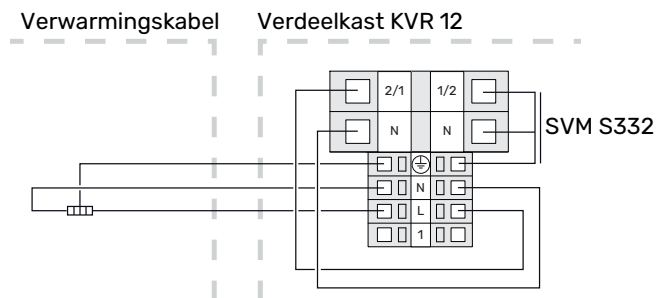 Verwarmingskabel Verdeelkast KVR 12
2/1 1/2
N N
SVM S332
N
L
1